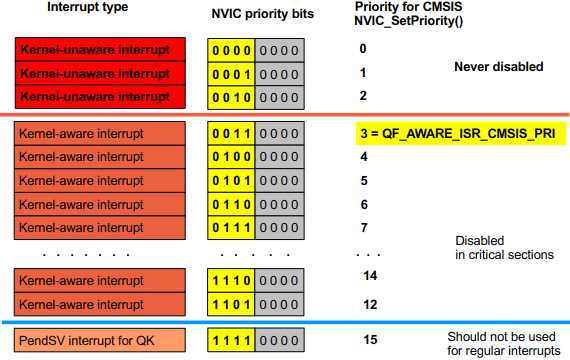 Interrupt type NVIC priority bits Priority for CMSIS
NVIC_SetPriority()
Kernel-unaware interrupt 0 0 0 0 0 0 0 0 0
Kernel-unaware interrupt 0 0 0 1 0 0 0 0 1 Never disabled
Kernel-unaware interrupt 0 0 1 0 0 0 0 0 2
Kernel-aware interrupt 0 0 1 1 0 0 0 0 3 = QF_AWARE_ISR_CMSIS_PRI
Kernel-aware interrupt 0 1 0 0 0 0 0 0 4
Kernel-aware interrupt 0 1 0 1 0 0 0 0 5
Kernel-aware interrupt 0 1 1 0 0 0 0 0 6
Kernel-aware interrupt 0 1 1 1 0 0 0 0 7
Disabled
. . . . . . . . . . . . . . .
in critical sections
Kernel-aware interrupt 1 1 1 0 0 0 0 0 14
Kernel-aware interrupt 1 1 0 1 0 0 0 0 12
PendSV interrupt for QK 1 1 1 1 0 0 0 0 15 Should not be used
for regular interrupts